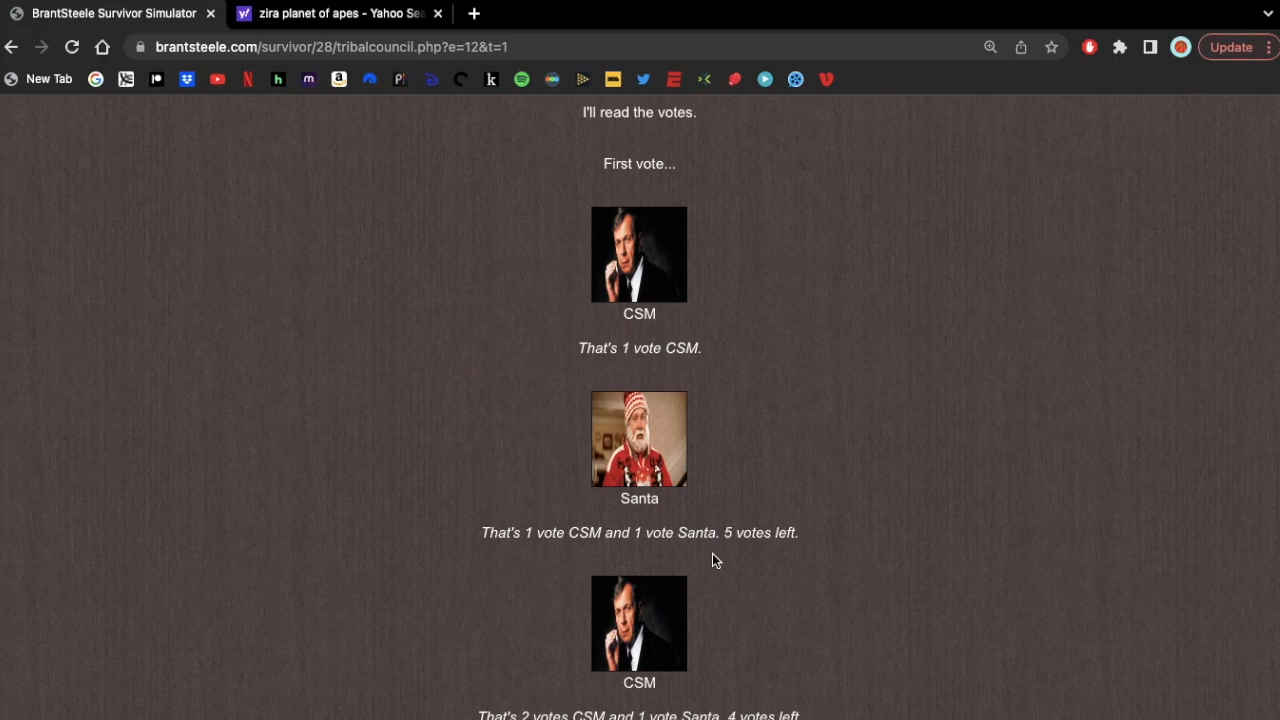 BrantSteele Survivor Simulator
zira planet of apes - Yahoo Se
brantsteele.com/survivor/28/tribalcouncil.php?e=12&t=1
Update
New Tab
I'll read the votes.
First vote...
CSM
That's 1 vote CSM.
Santa
That's 1 vote CSM and 1 vote Santa. 5 votes left.
CSM
That's 2 votes CSM and 1 vote Santa. 4 votes left.